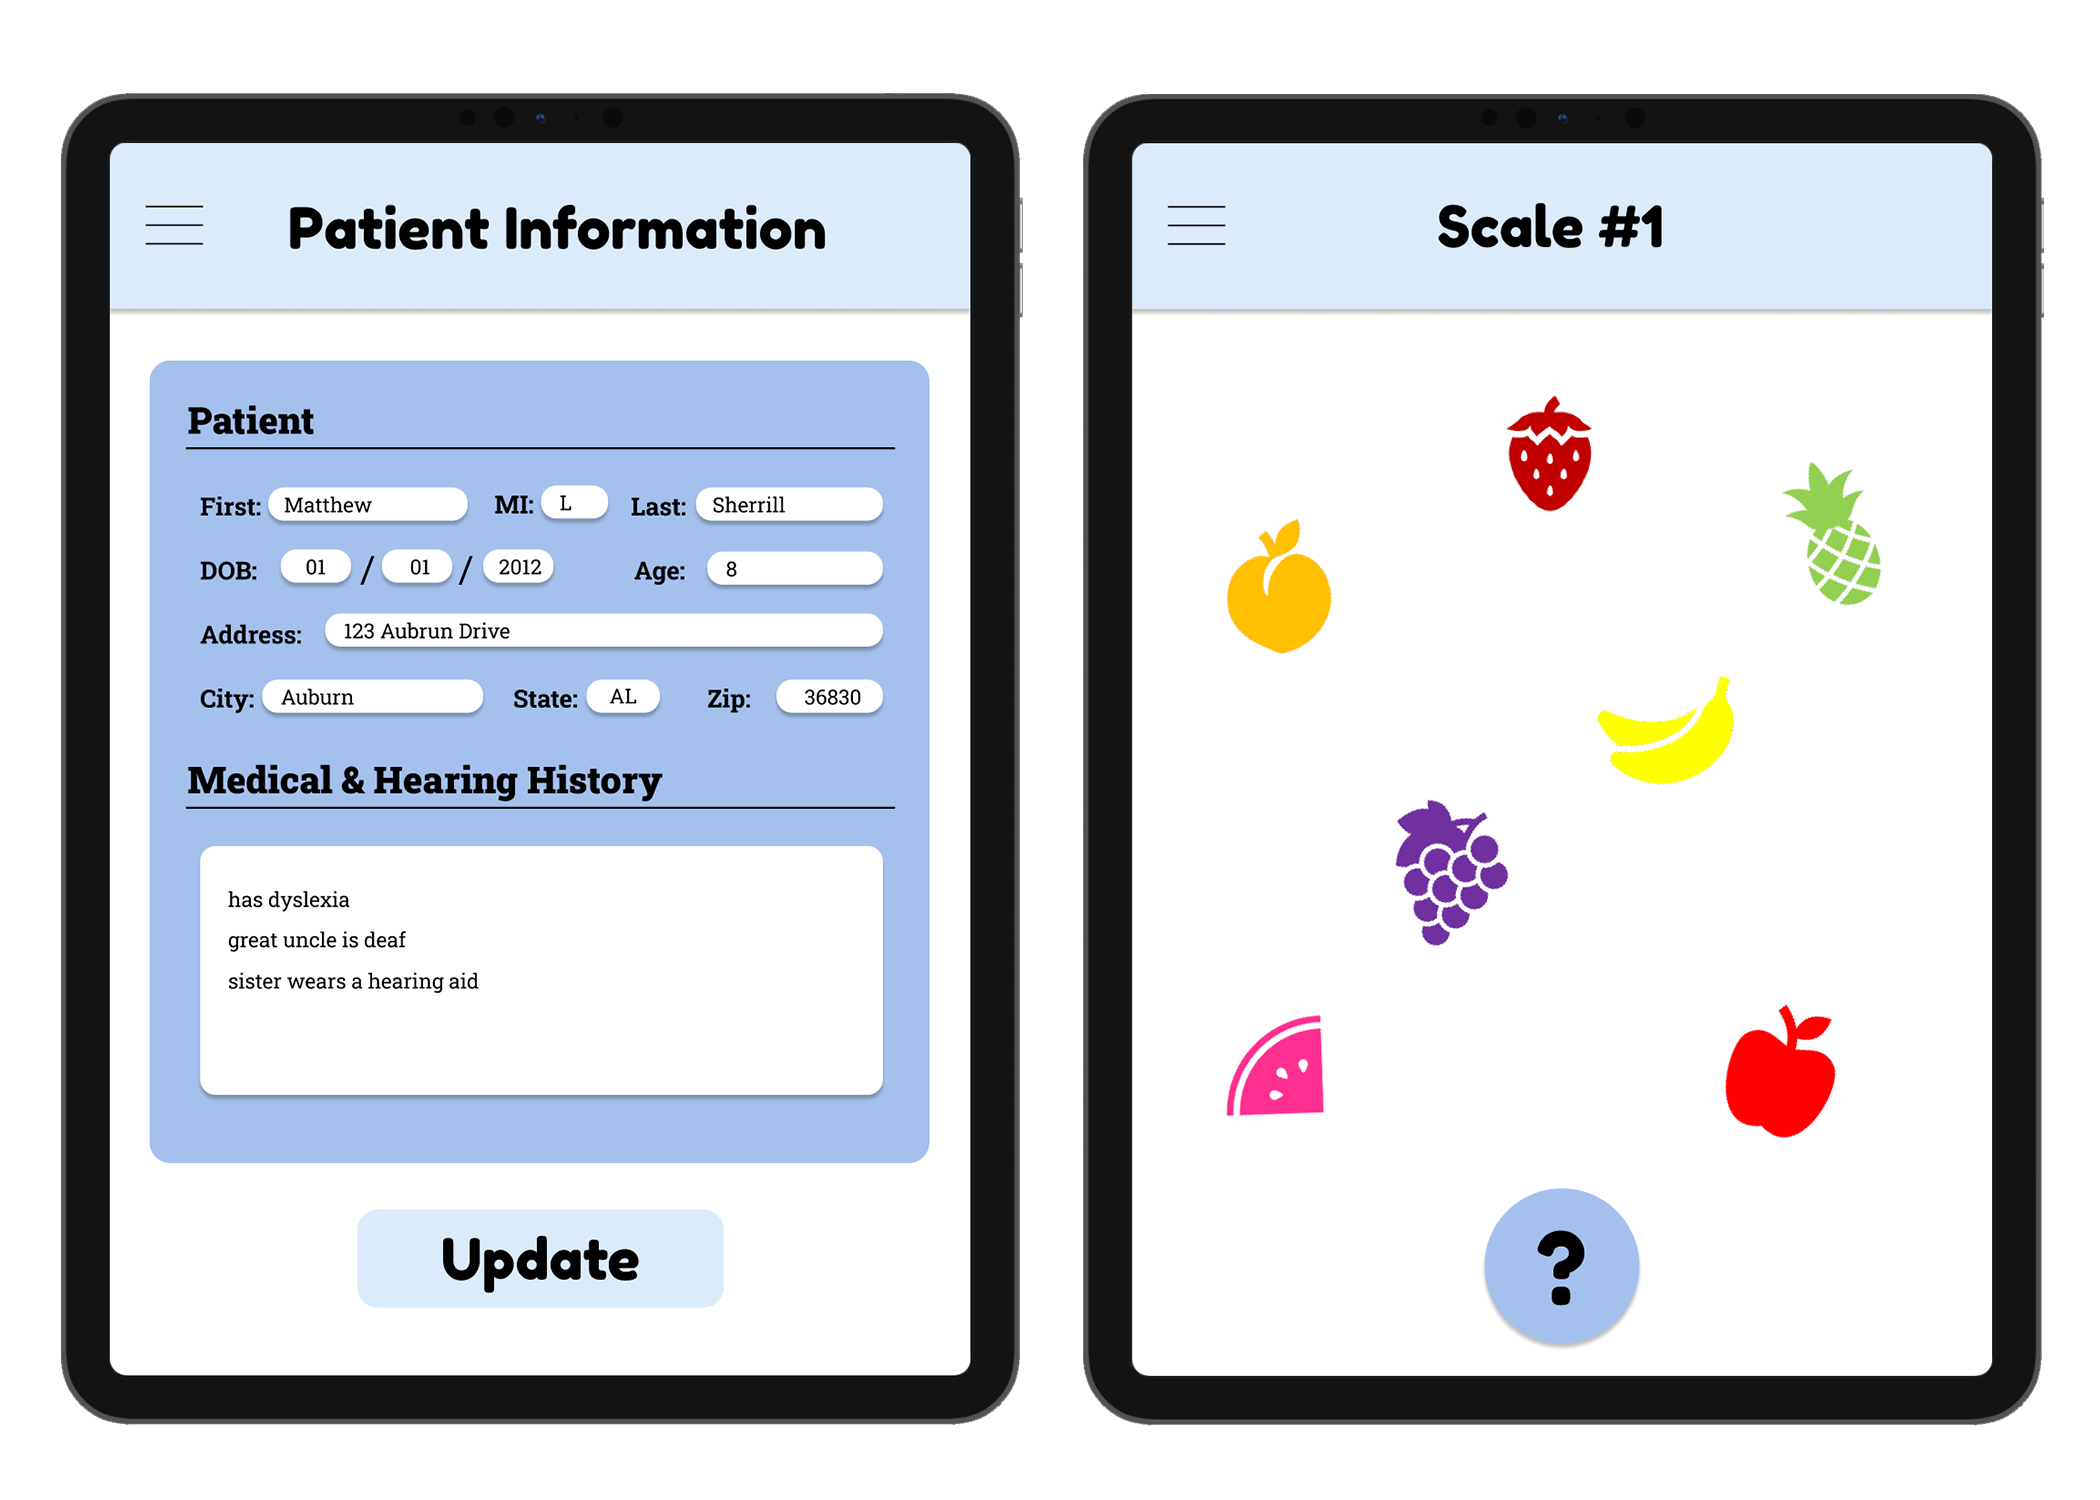 Patient Information
Patient
First: Matthew MI: L Last: Sherrill
DOB: 01 / 01 / 2012 Age: 8
Address: 123 Aubrun Drive
City: Auburn State: AL Zip: 36830
Medical & Hearing History
has dyslexia
great uncle is deaf
sister wears a hearing aid
Update
Scale #1
?